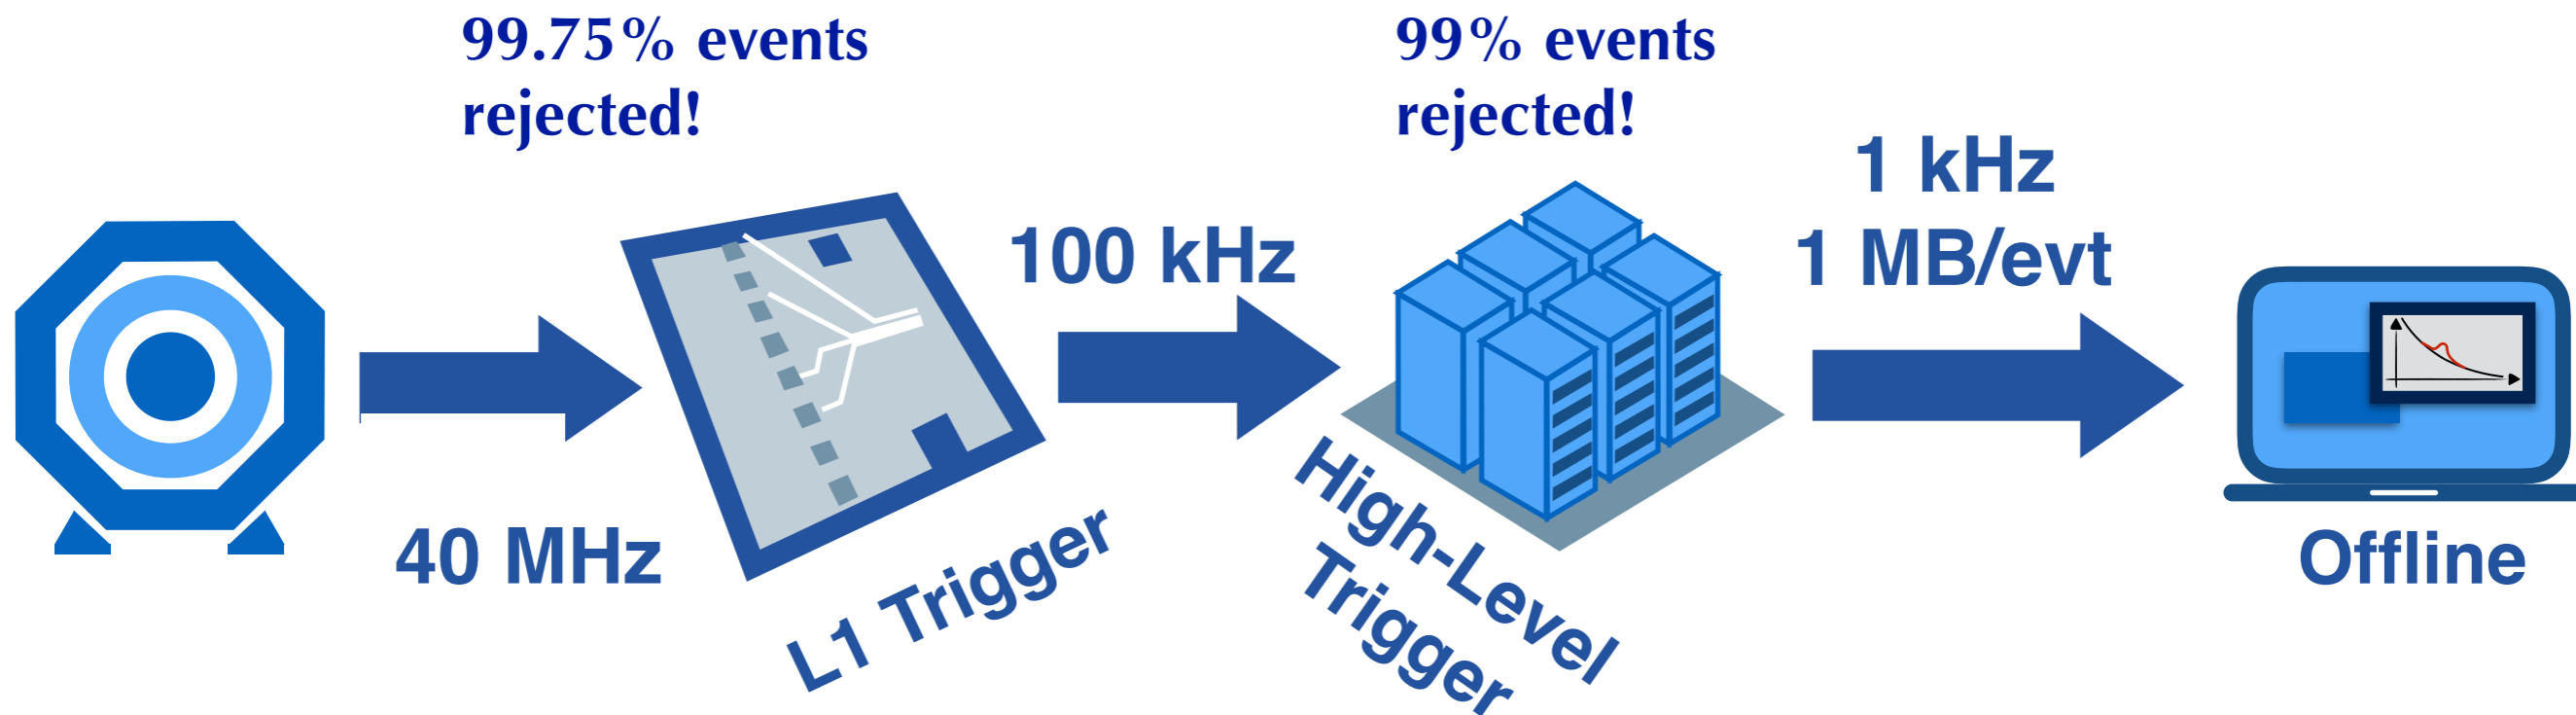 99.75% events
rejected!
99% events
rejected!
1 kHz
1 MB/evt
100 kHz
40 MHz
L1 Trigger
High-Level
Trigger
Offline